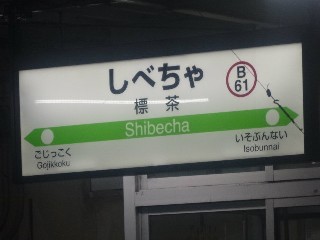 しべちゃ
B
61
標茶
Shibecha
ごじっこく
Gojikkoku
いそぶんない
Isobunnai